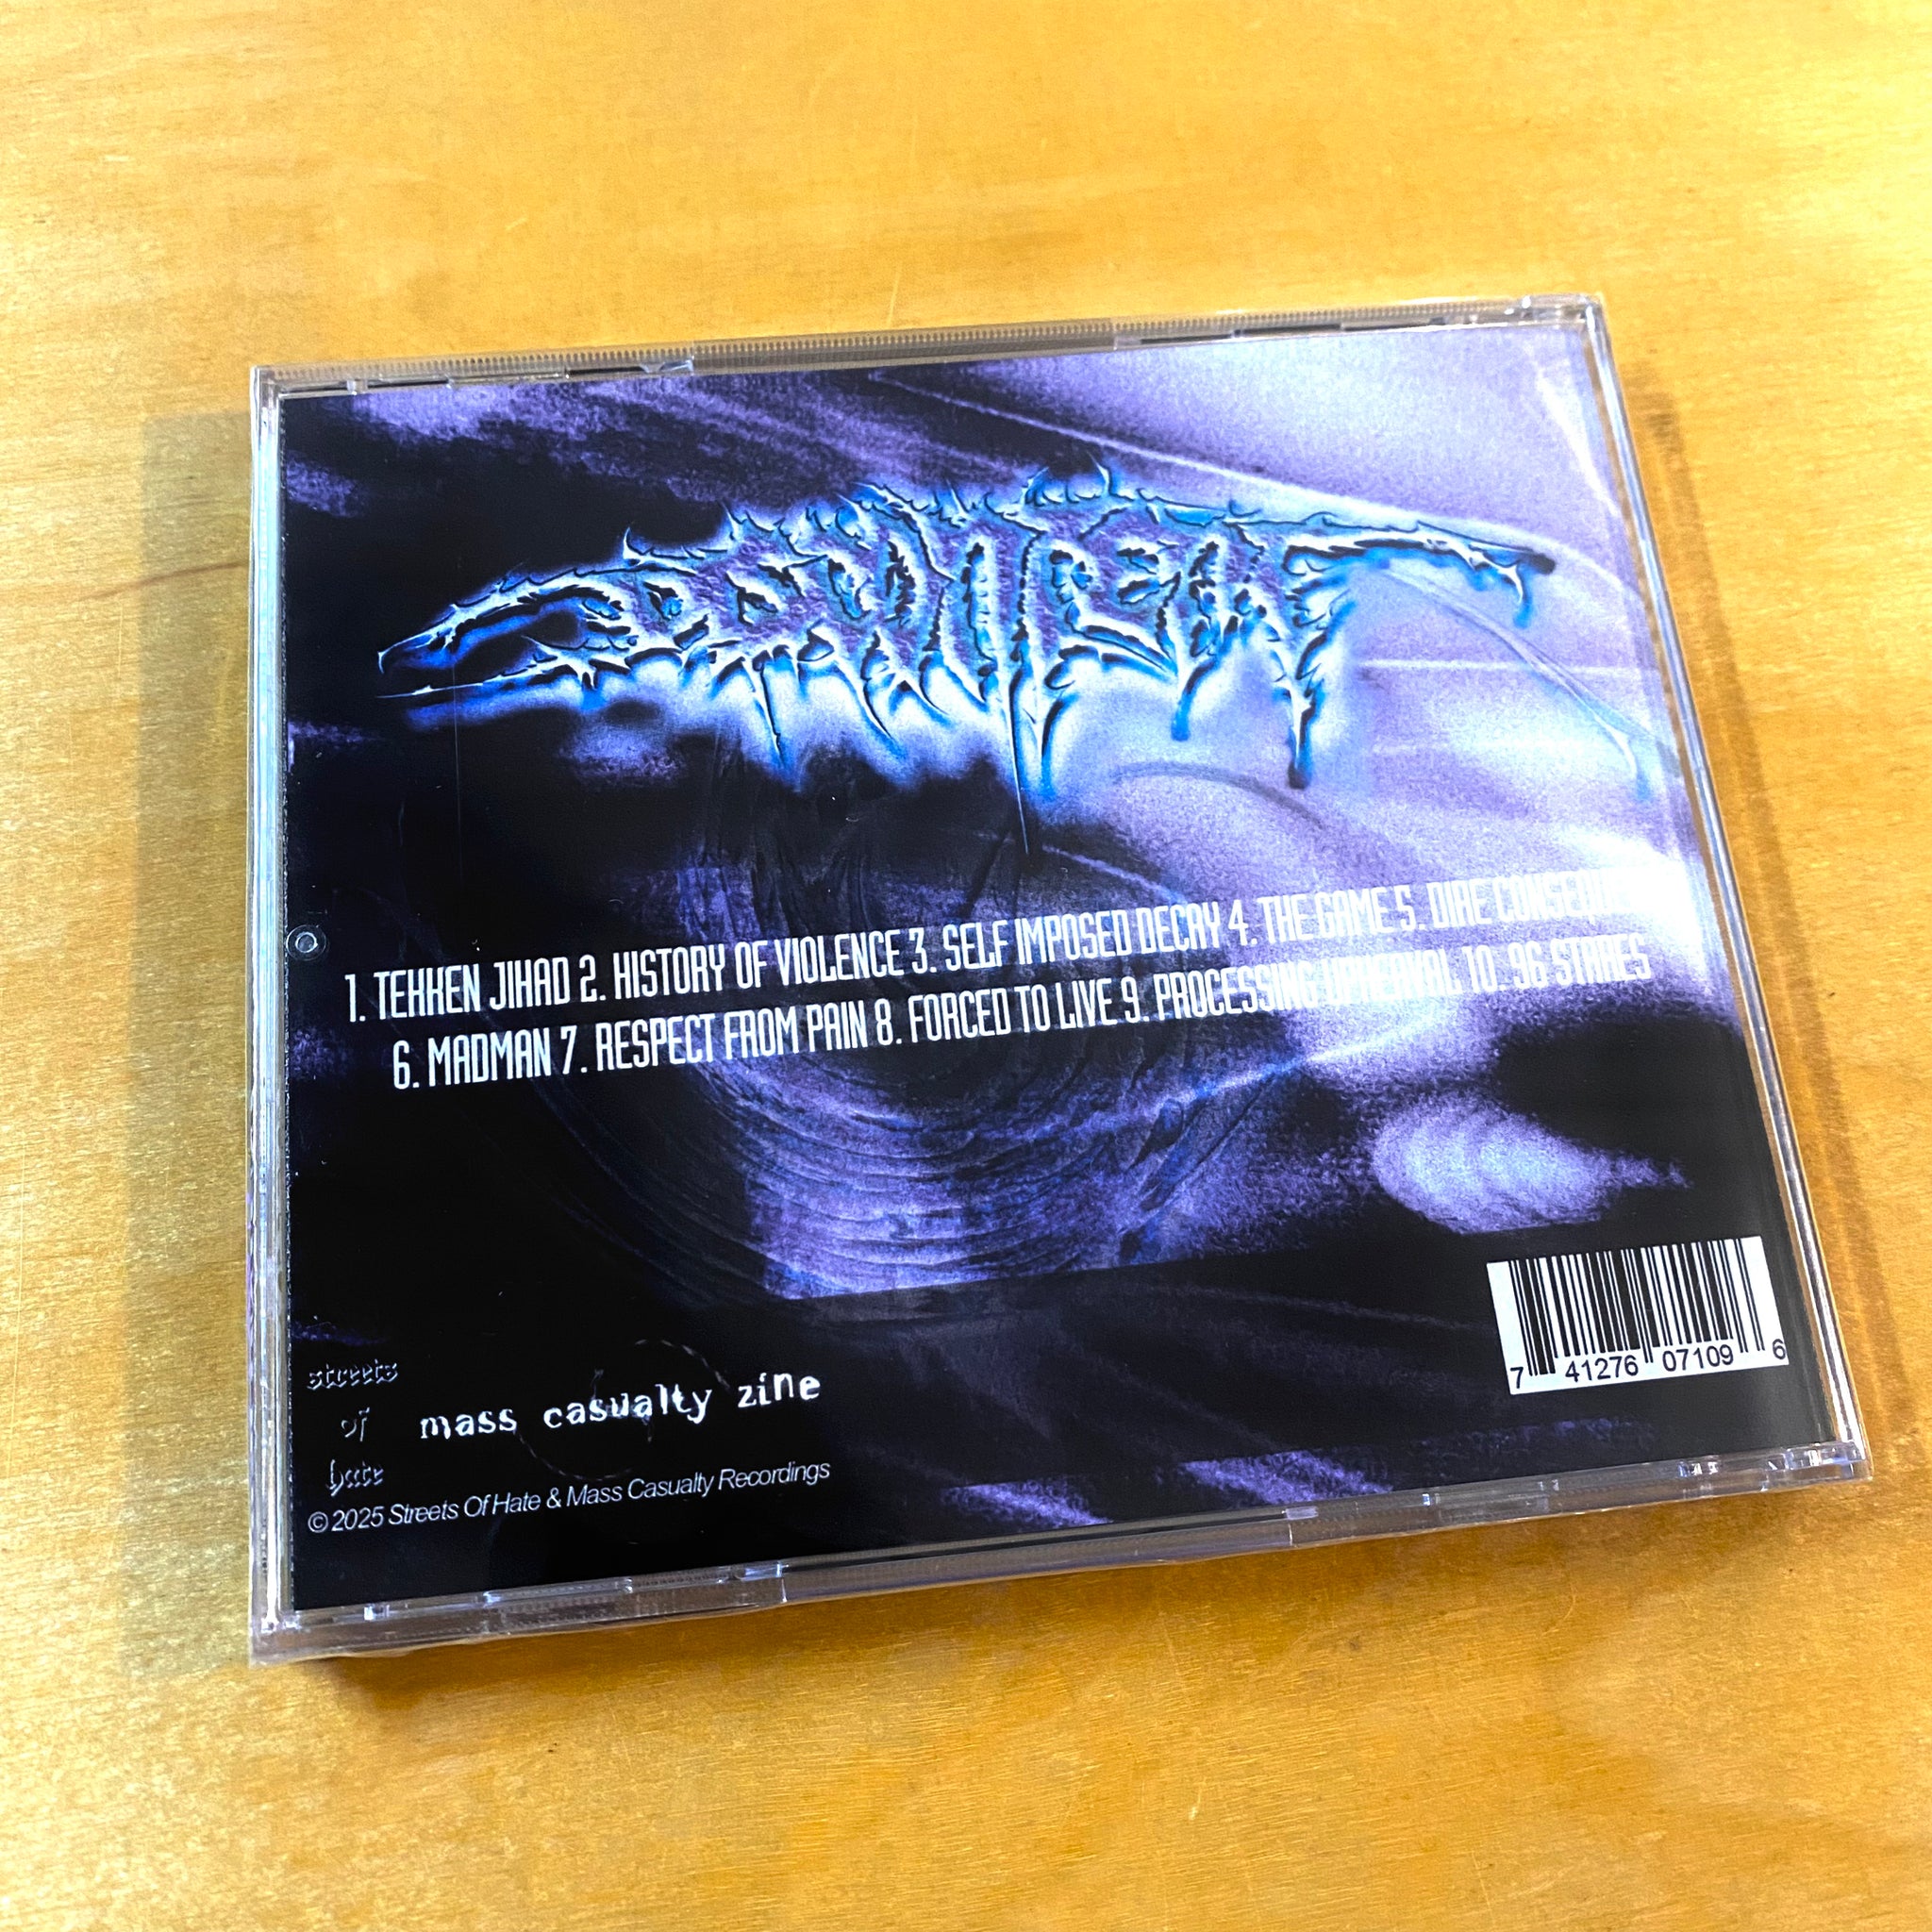 1. TEKKEN JIHAD 2. HISTORY OF VIOLENCE 3. SELF IMPOSED DECAY 4. THE GAME 5. DIRE
6. MADMAN 7. RESPECT FROM PAIN 8. FORCED TO LIVE 9. PROCESSING UPHEAVAL 10. 96 STARES
streets
of
hate
mass casualty zine
© 2025 Streets Of Hate & Mass Casualty Recordings
7 41276 07109 6